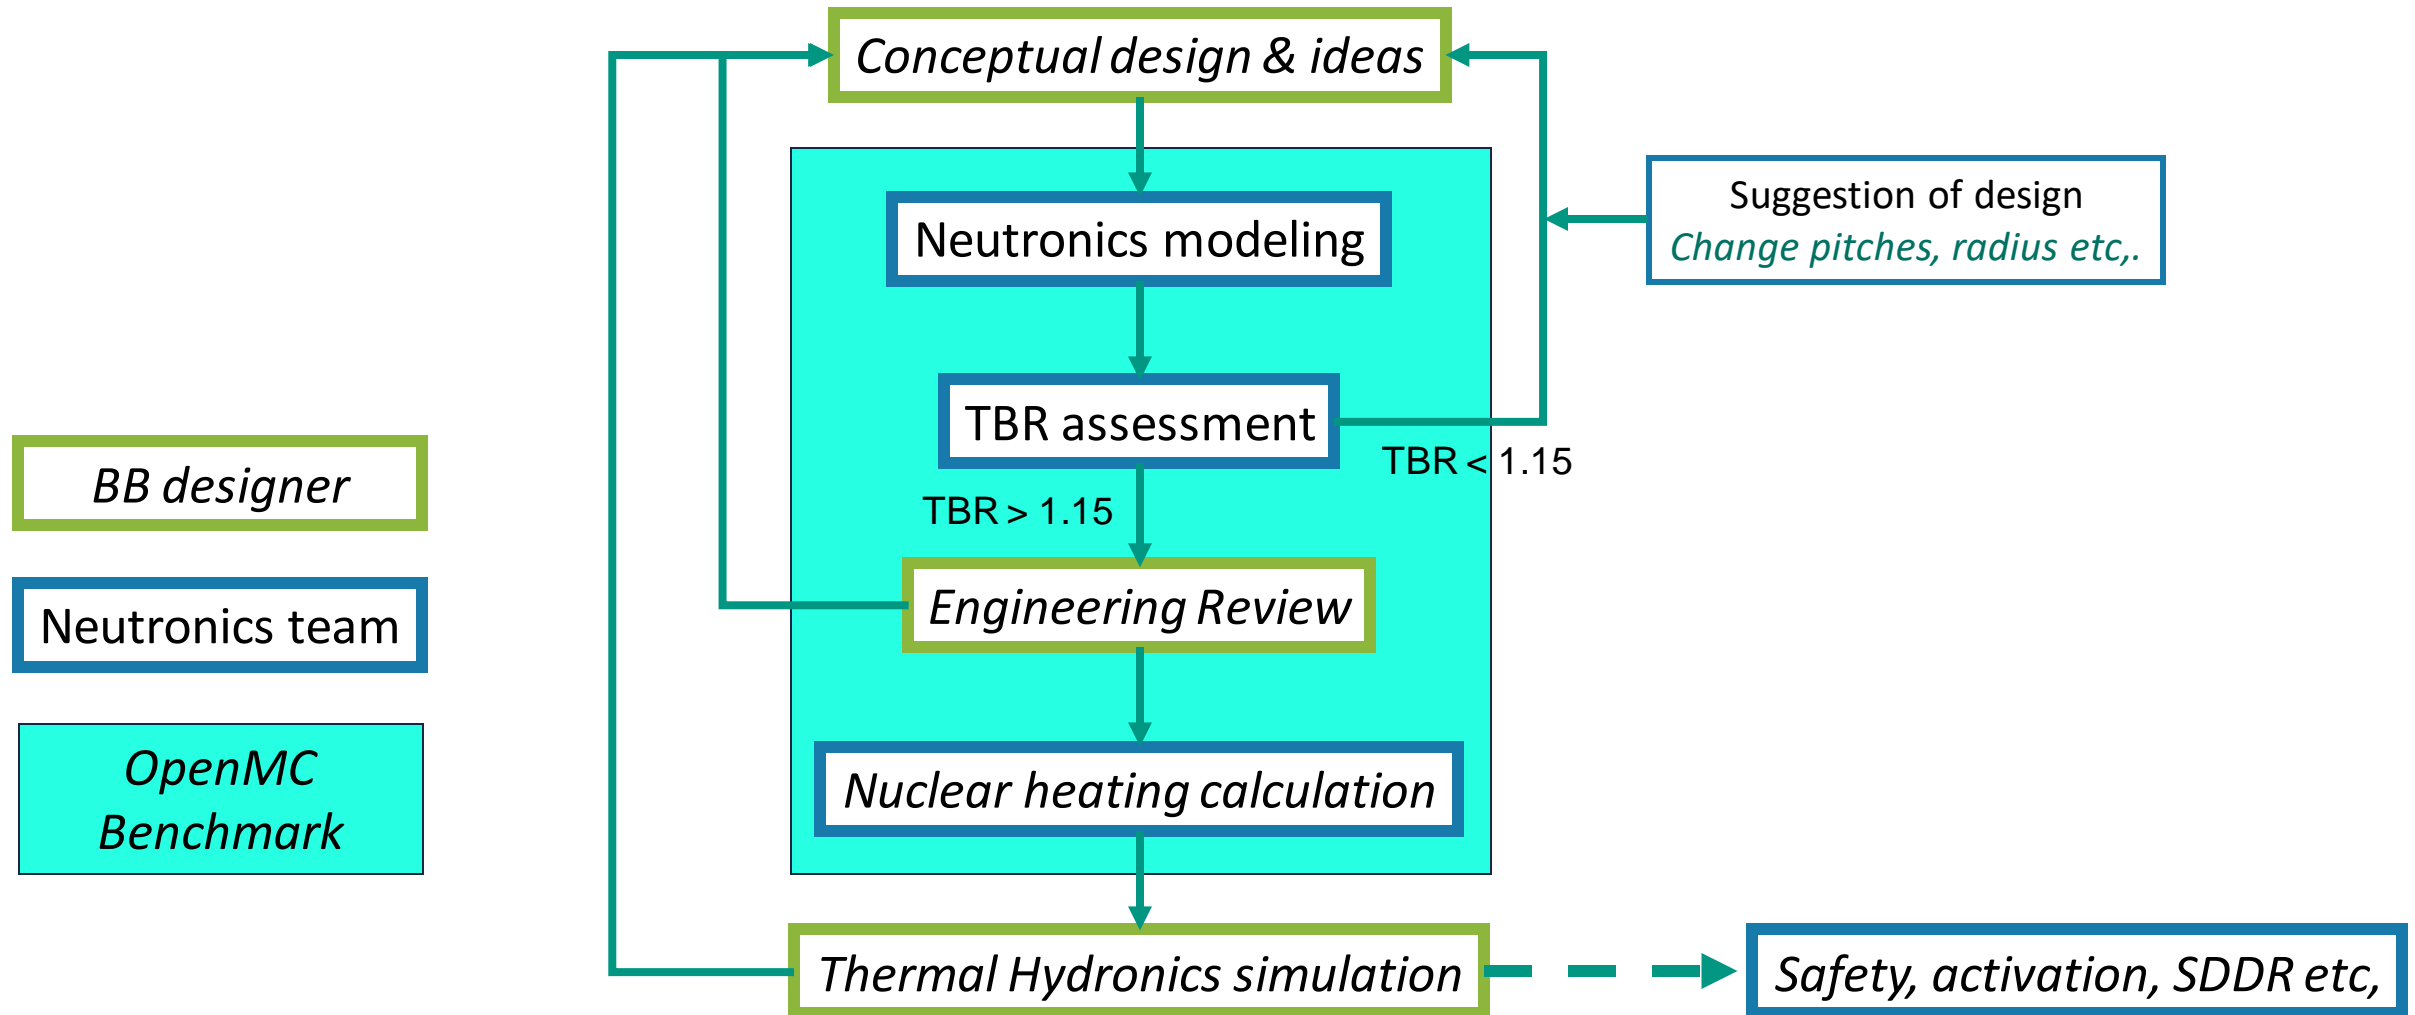 Conceptual design & ideas
Neutronics modeling
Suggestion of design
Change pitches, radius etc,.
TBR assessment
TBR < 1.15
TBR > 1.15
Engineering Review
Nuclear heating calculation
Thermal Hydronics simulation
Safety, activation, SDDR etc,
BB designer
Neutronics team
OpenMC
Benchmark